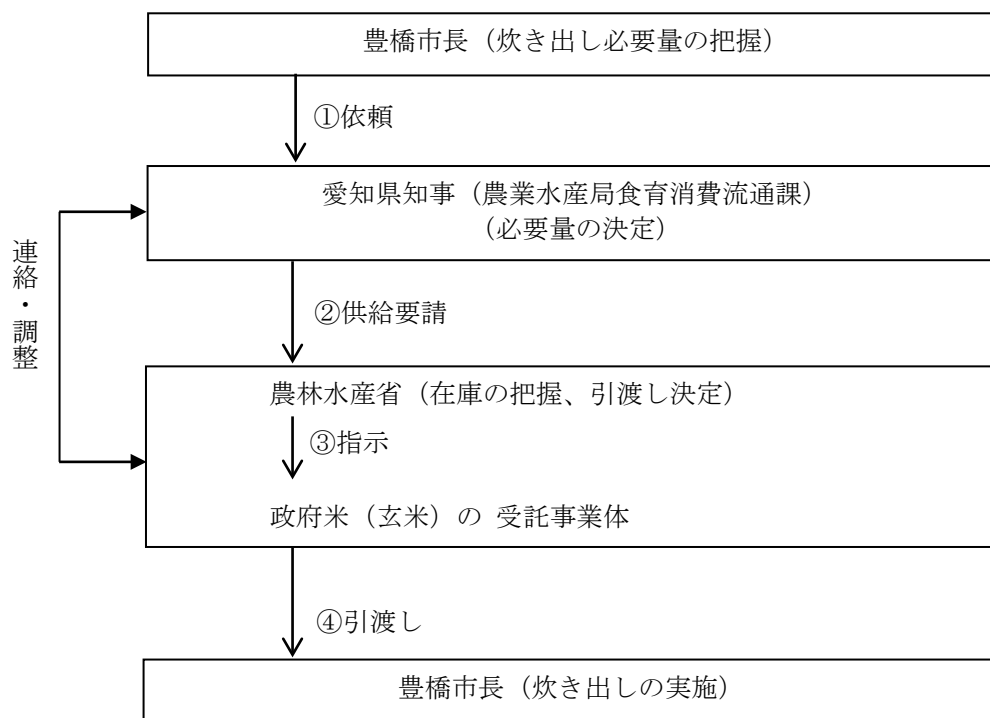 豊橋市長（炊き出し必要量の把握）
①依頼
愛知県知事（農業水産局食育消費流通課）
（必要量の決定）
連絡・調整
②供給要請
農林水産省（在庫の把握、引渡し決定）
③指示
政府米（玄米）の 受託事業体
④引渡し
豊橋市長（炊き出しの実施）